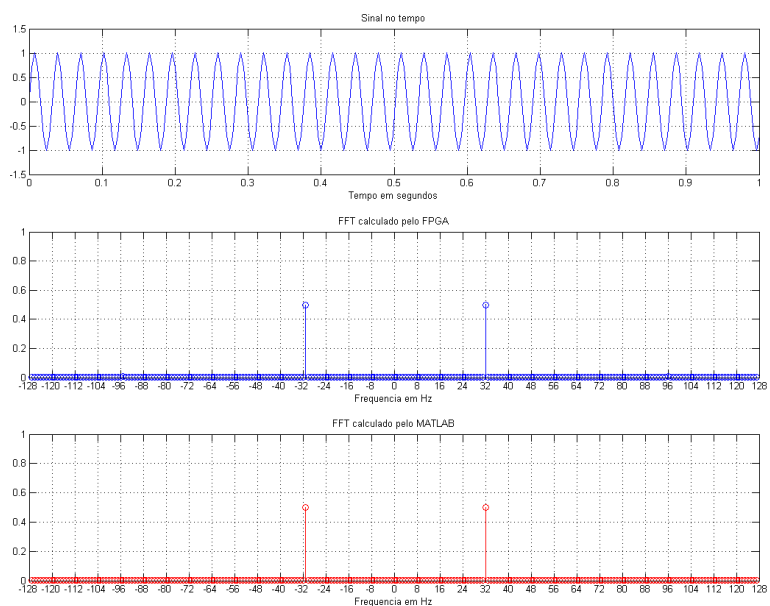 Sinal no tempo
1.5
1
0.5
0
-0.5
-1
-1.5
0 0.1 0.2 0.3 0.4 0.5 0.6 0.7 0.8 0.9 1
Tempo em segundos
FFT calculado pelo FPGA
1
0.8
0.6
0.4
0.2
0
-128 -120 -112 -104 -96 -88 -80 -72 -64 -56 -48 -40 -32 -24 -16 -8 0 8 16 24 32 40 48 56 64 72 80 88 96 104 112 120 128
Frequencia em Hz
FFT calculado pelo MATLAB
1
0.8
0.6
0.4
0.2
0
-128 -120 -112 -104 -96 -88 -80 -72 -64 -56 -48 -40 -32 -24 -16 -8 0 8 16 24 32 40 48 56 64 72 80 88 96 104 112 120 128
Frequencia em Hz